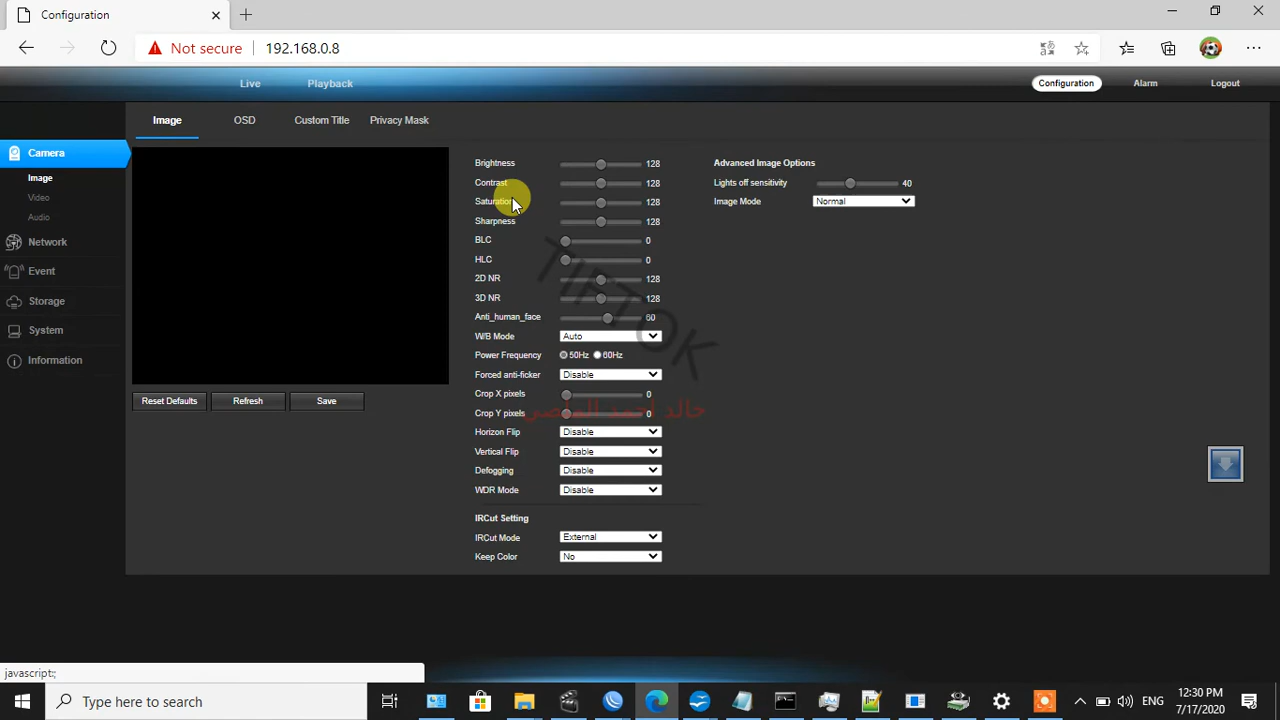 Configuration
Not secure 192.168.0.8
Live Playback Configuration Alarm Logout
Image OSD Custom Title Privacy Mask
Camera
Image
Video
Audio
Network
Event
Storage
System
Information
Reset Defaults Refresh Save
Brightness 128
Contrast 128
Saturation 128
Sharpness 128
BLC 0
HLC 0
2D NR 128
3D NR 128
Anti_human_face 60
W/B Mode Auto
Power Frequency 50Hz 60Hz
Forced anti-ficker Disable
Crop X pixels 0
Crop Y pixels 0
Horizon Flip Disable
Vertical Flip Disable
Defogging Disable
WDR Mode Disable
IRCut Setting
IRCut Mode External
Keep Color No
Advanced Image Options
Lights off sensitivity 40
Image Mode Normal
TIFTOK
خالد احمد
javascript:;
Type here to search
ENG
12:30 PM
7/17/2020